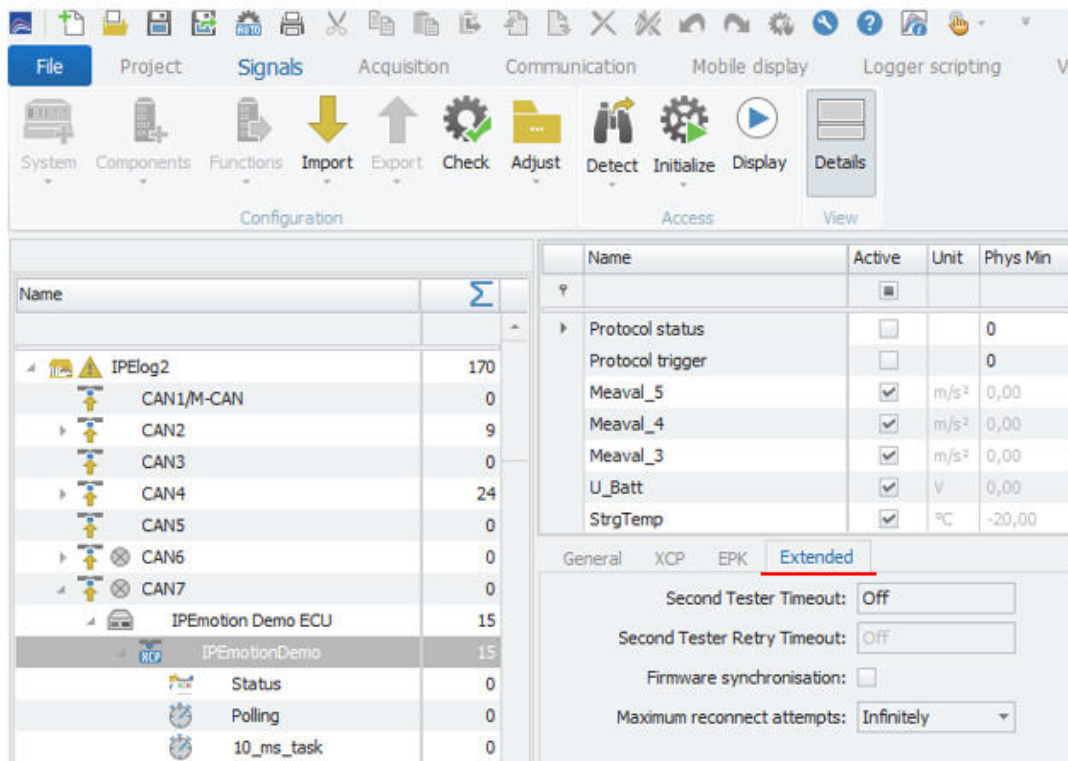 AUTO
File Project Signals Acquisition Communication Mobile display Logger scripting V
System Components Functions Import Export Check Adjust Detect Initialize Display Details
Configuration Access View
Name Σ
IPElog2 170
CAN1/M-CAN 0
CAN2 9
CAN3 0
CAN4 24
CAN5 0
CAN6 0
CAN7 0
IPEmotion Demo ECU 15
XCP IPEmotionDemo 15
Status 0
Polling 0
10_ms_task 0
Name Active Unit Phys Min
Protocol status 0
Protocol trigger 0
Meaval_5 m/s² 0,00
Meaval_4 m/s² 0,00
Meaval_3 m/s² 0,00
U_Batt V 0,00
StrgTemp °C -20,00
General XCP EPK Extended
Second Tester Timeout: Off
Second Tester Retry Timeout: Off
Firmware synchronisation:
Maximum reconnect attempts: Infinitely